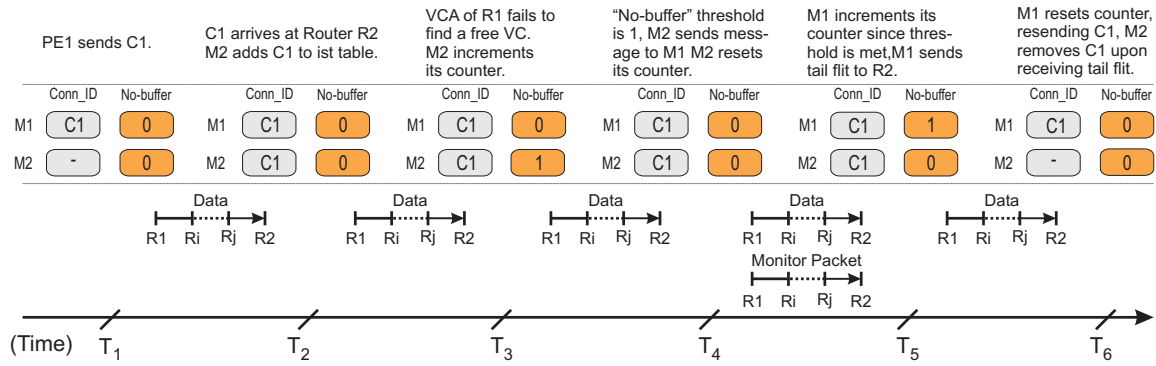 PE1 sends C1.
C1 arrives at Router R2
M2 adds C1 to ist table.
VCA of R1 fails to
find a free VC.
M2 increments
its counter.
“No-buffer” threshold
is 1, M2 sends mess-
age to M1 M2 resets
its counter.
M1 increments its
counter since thres-
hold is met,M1 sends
tail flit to R2.
M1 resets counter,
resending C1, M2
removes C1 upon
receiving tail flit.
Conn_ID No-buffer Conn_ID No-buffer Conn_ID No-buffer Conn_ID No-buffer Conn_ID No-buffer Conn_ID No-buffer
M1 C1 0 M1 C1 0 M1 C1 0 M1 C1 0 M1 C1 1 M1 C1 0
M2 - 0 M2 C1 0 M2 C1 1 M2 C1 0 M2 C1 0 M2 - 0
Data Data Data Data Data
R1 Ri Rj R2 R1 Ri Rj R2 R1 Ri Rj R2 R1 Ri Rj R2 R1 Ri Rj R2
Monitor Packet
R1 Ri Rj R2
(Time) T1 T2 T3 T4 T5 T6